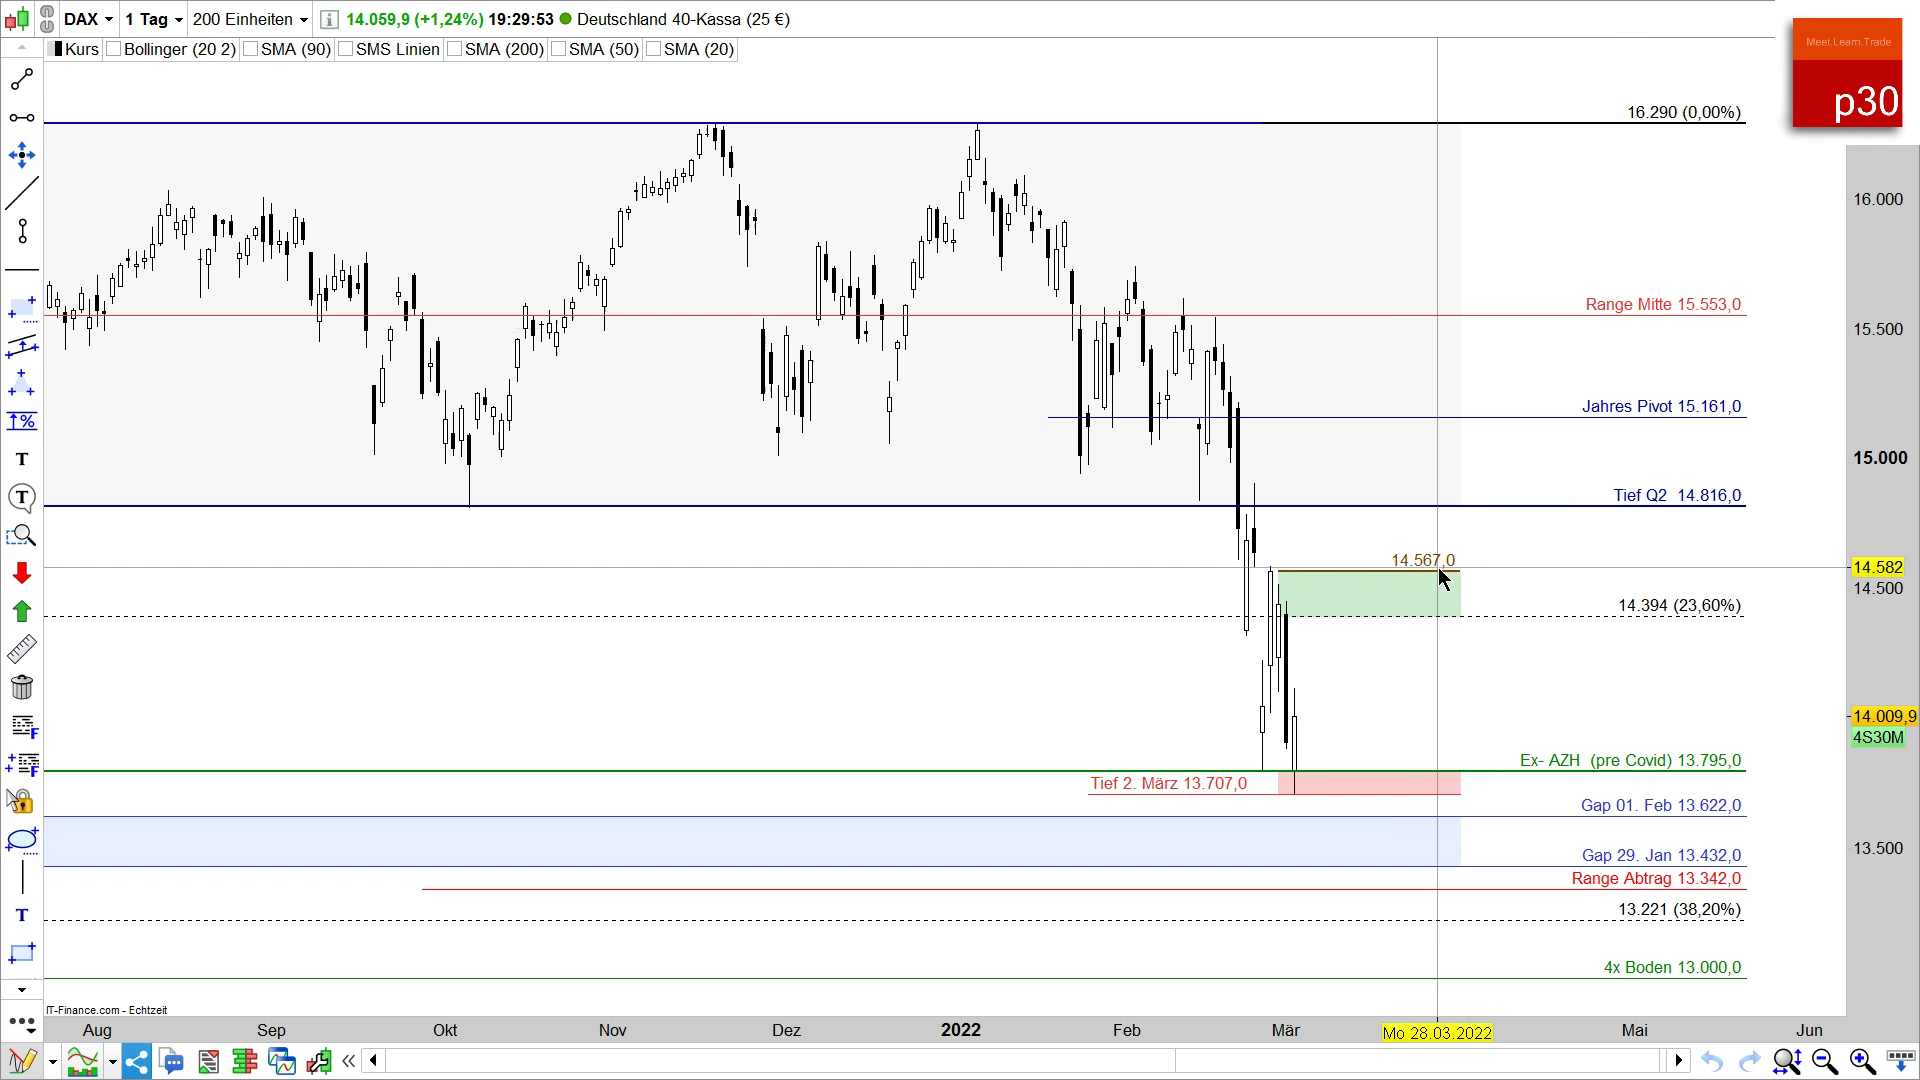 DAX 1 Tag 200 Einheiten 14.059,9 (+1,24%) 19:29:53 Deutschland 40-Kassa (25 €)
Kurs Bollinger (20 2) SMA (90) SMS Linien SMA (200) SMA (50) SMA (20)
Meet.Learn.Trade
p30
16.290 (0,00%)
16.000
Range Mitte 15.553,0
15.500
Jahres Pivot 15.161,0
15.000
Tief Q2 14.816,0
14.567,0
14.582
14.500
14.394 (23,60%)
14.009,9
4S30M
Ex- AZH (pre Covid) 13.795,0
Tief 2. März 13.707,0
Gap 01. Feb 13.622,0
13.500
Gap 29. Jan 13.432,0
Range Abtrag 13.342,0
13.221 (38,20%)
4x Boden 13.000,0
IT-Finance.com - Echtzeit
Aug Sep Okt Nov Dez 2022 Feb Mär Mo 28.03.2022 Mai Jun